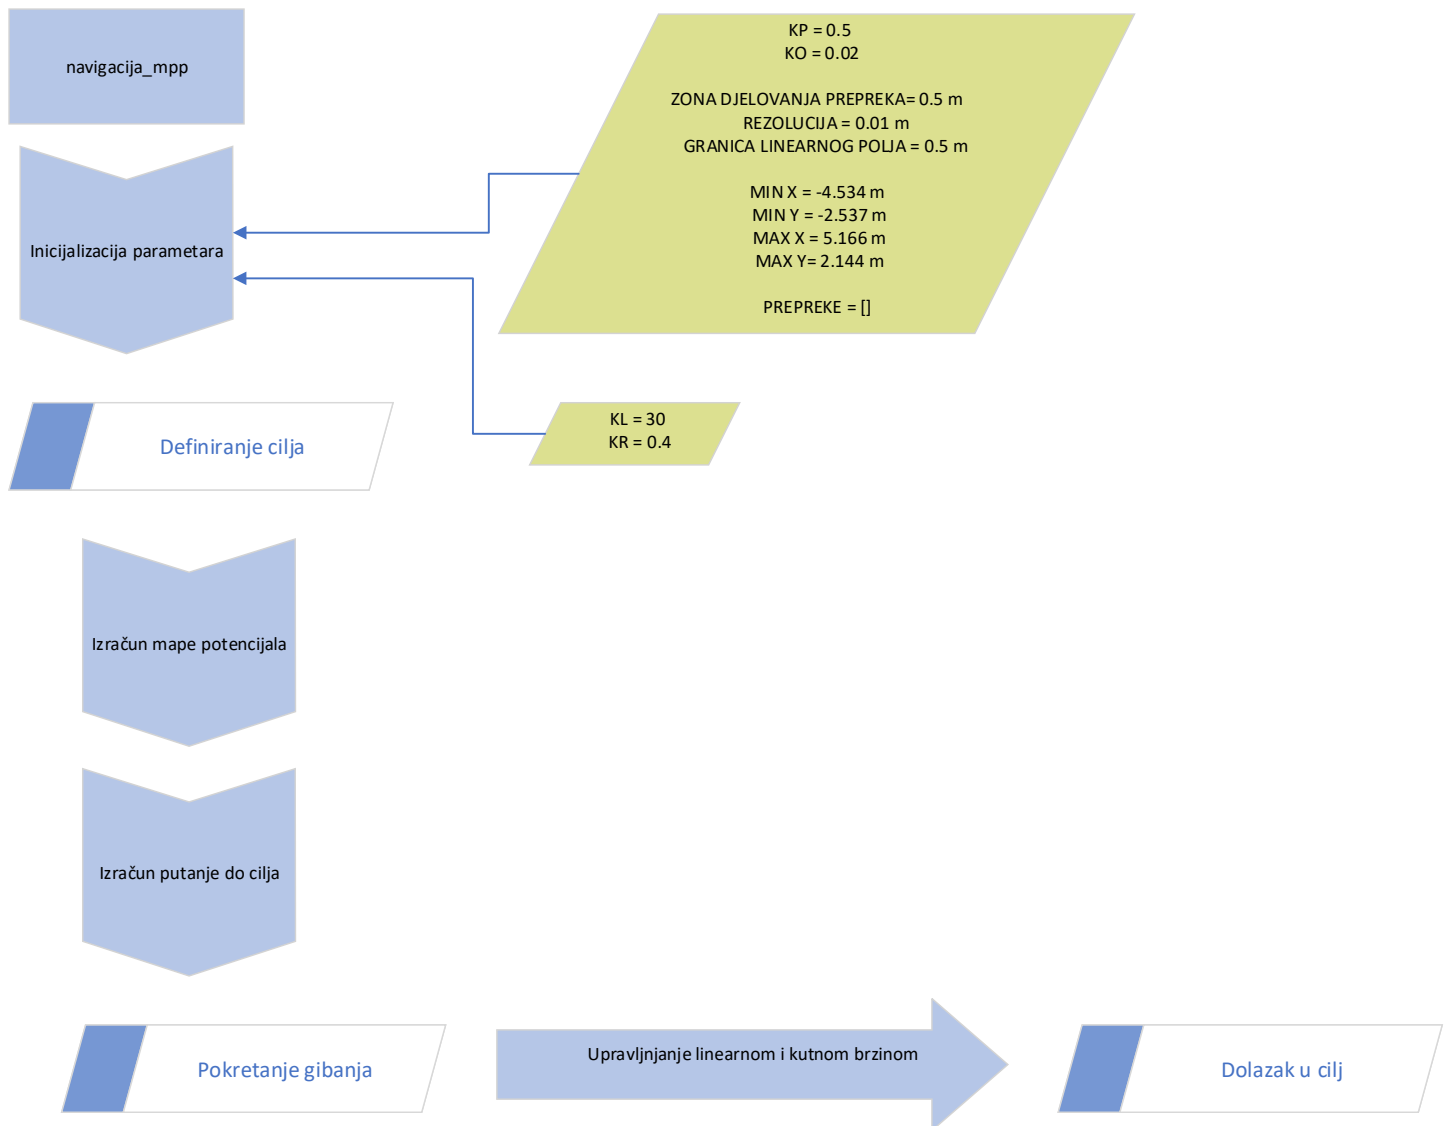 navigacija_mpp
KP = 0.5
KO = 0.02
ZONA DJELOVANJA PREPREKA= 0.5 m
REZOLUCIJA = 0.01 m
GRANICA LINEARNOG POLJA = 0.5 m
MIN X = -4.534 m
MIN Y = -2.537 m
MAX X = 5.166 m
MAX Y= 2.144 m
PREPREKE = []
Inicijalizacija parametara
KL = 30
KR = 0.4
Definiranje cilja
Izračun mape potencijala
Izračun putanje do cilja
Pokretanje gibanja
Upravljnjanje linearnom i kutnom brzinom
Dolazak u cilj